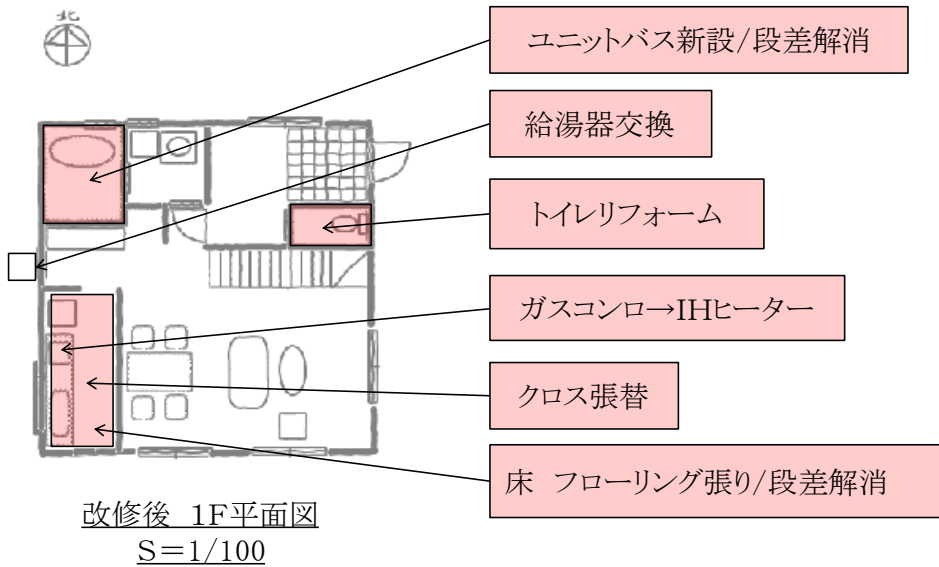 北
ユニットバス新設/段差解消
給湯器交換
トイレリフォーム
ガスコンロ→IHヒーター
クロス張替
床　フローリング張り/段差解消
改修後　1F平面図
S=1/100